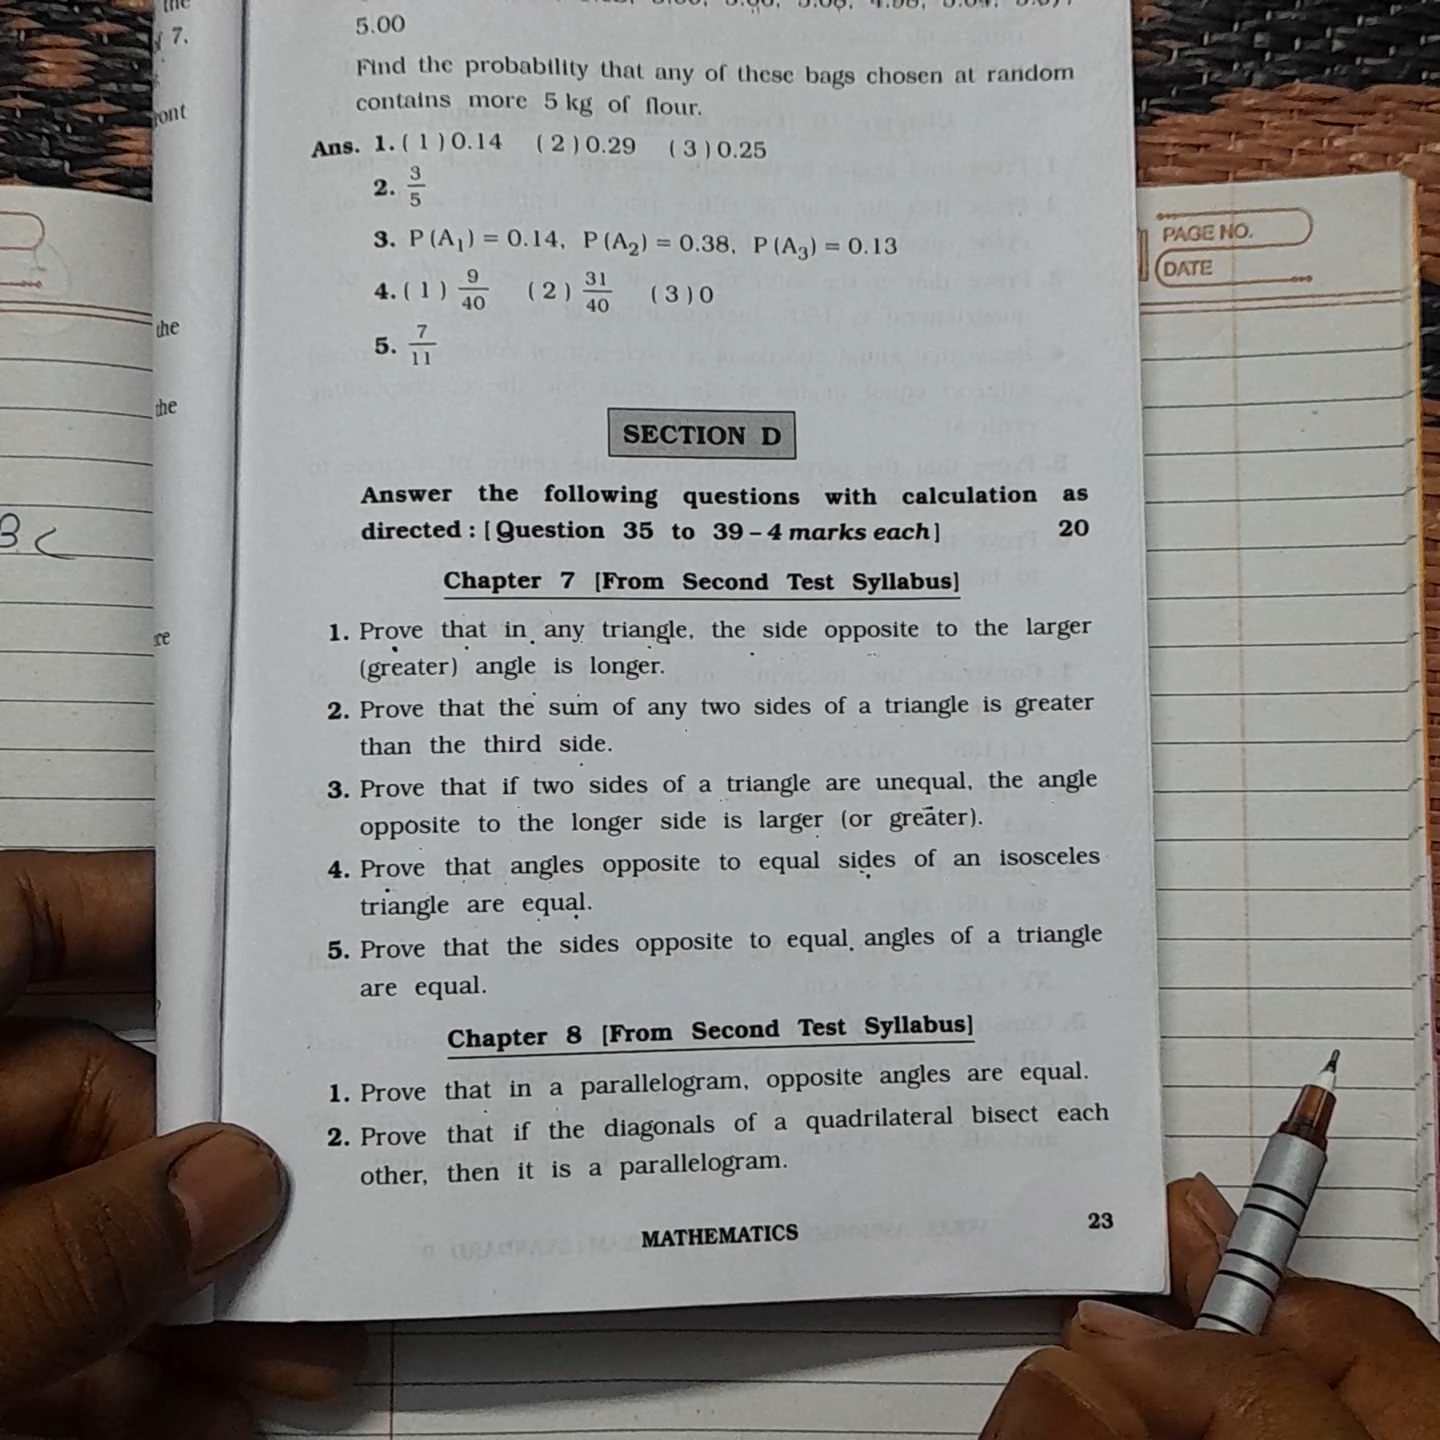 the
7.
5.00
Find the probability that any of these bags chosen at random
contains more 5 kg of flour.
ront
Ans. 1. ( 1 ) 0.14 ( 2 ) 0.29 ( 3 ) 0.25
2. 3/5
3. P (A₁) = 0.14, P (A₂) = 0.38, P (A₃) = 0.13
4. ( 1 ) 9/40 ( 2 ) 31/40 ( 3 ) 0
5. 7/11
PAGE NO.
DATE
the
the
SECTION D
Answer the following questions with calculation as
directed : [Question 35 to 39 – 4 marks each] 20
B C
Chapter 7 [From Second Test Syllabus]
1. Prove that in any triangle, the side opposite to the larger
(greater) angle is longer.
2. Prove that the sum of any two sides of a triangle is greater
than the third side.
3. Prove that if two sides of a triangle are unequal, the angle
opposite to the longer side is larger (or greater).
4. Prove that angles opposite to equal sides of an isosceles
triangle are equal.
5. Prove that the sides opposite to equal angles of a triangle
are equal.
Chapter 8 [From Second Test Syllabus]
1. Prove that in a parallelogram, opposite angles are equal.
2. Prove that if the diagonals of a quadrilateral bisect each
other, then it is a parallelogram.
MATHEMATICS 23